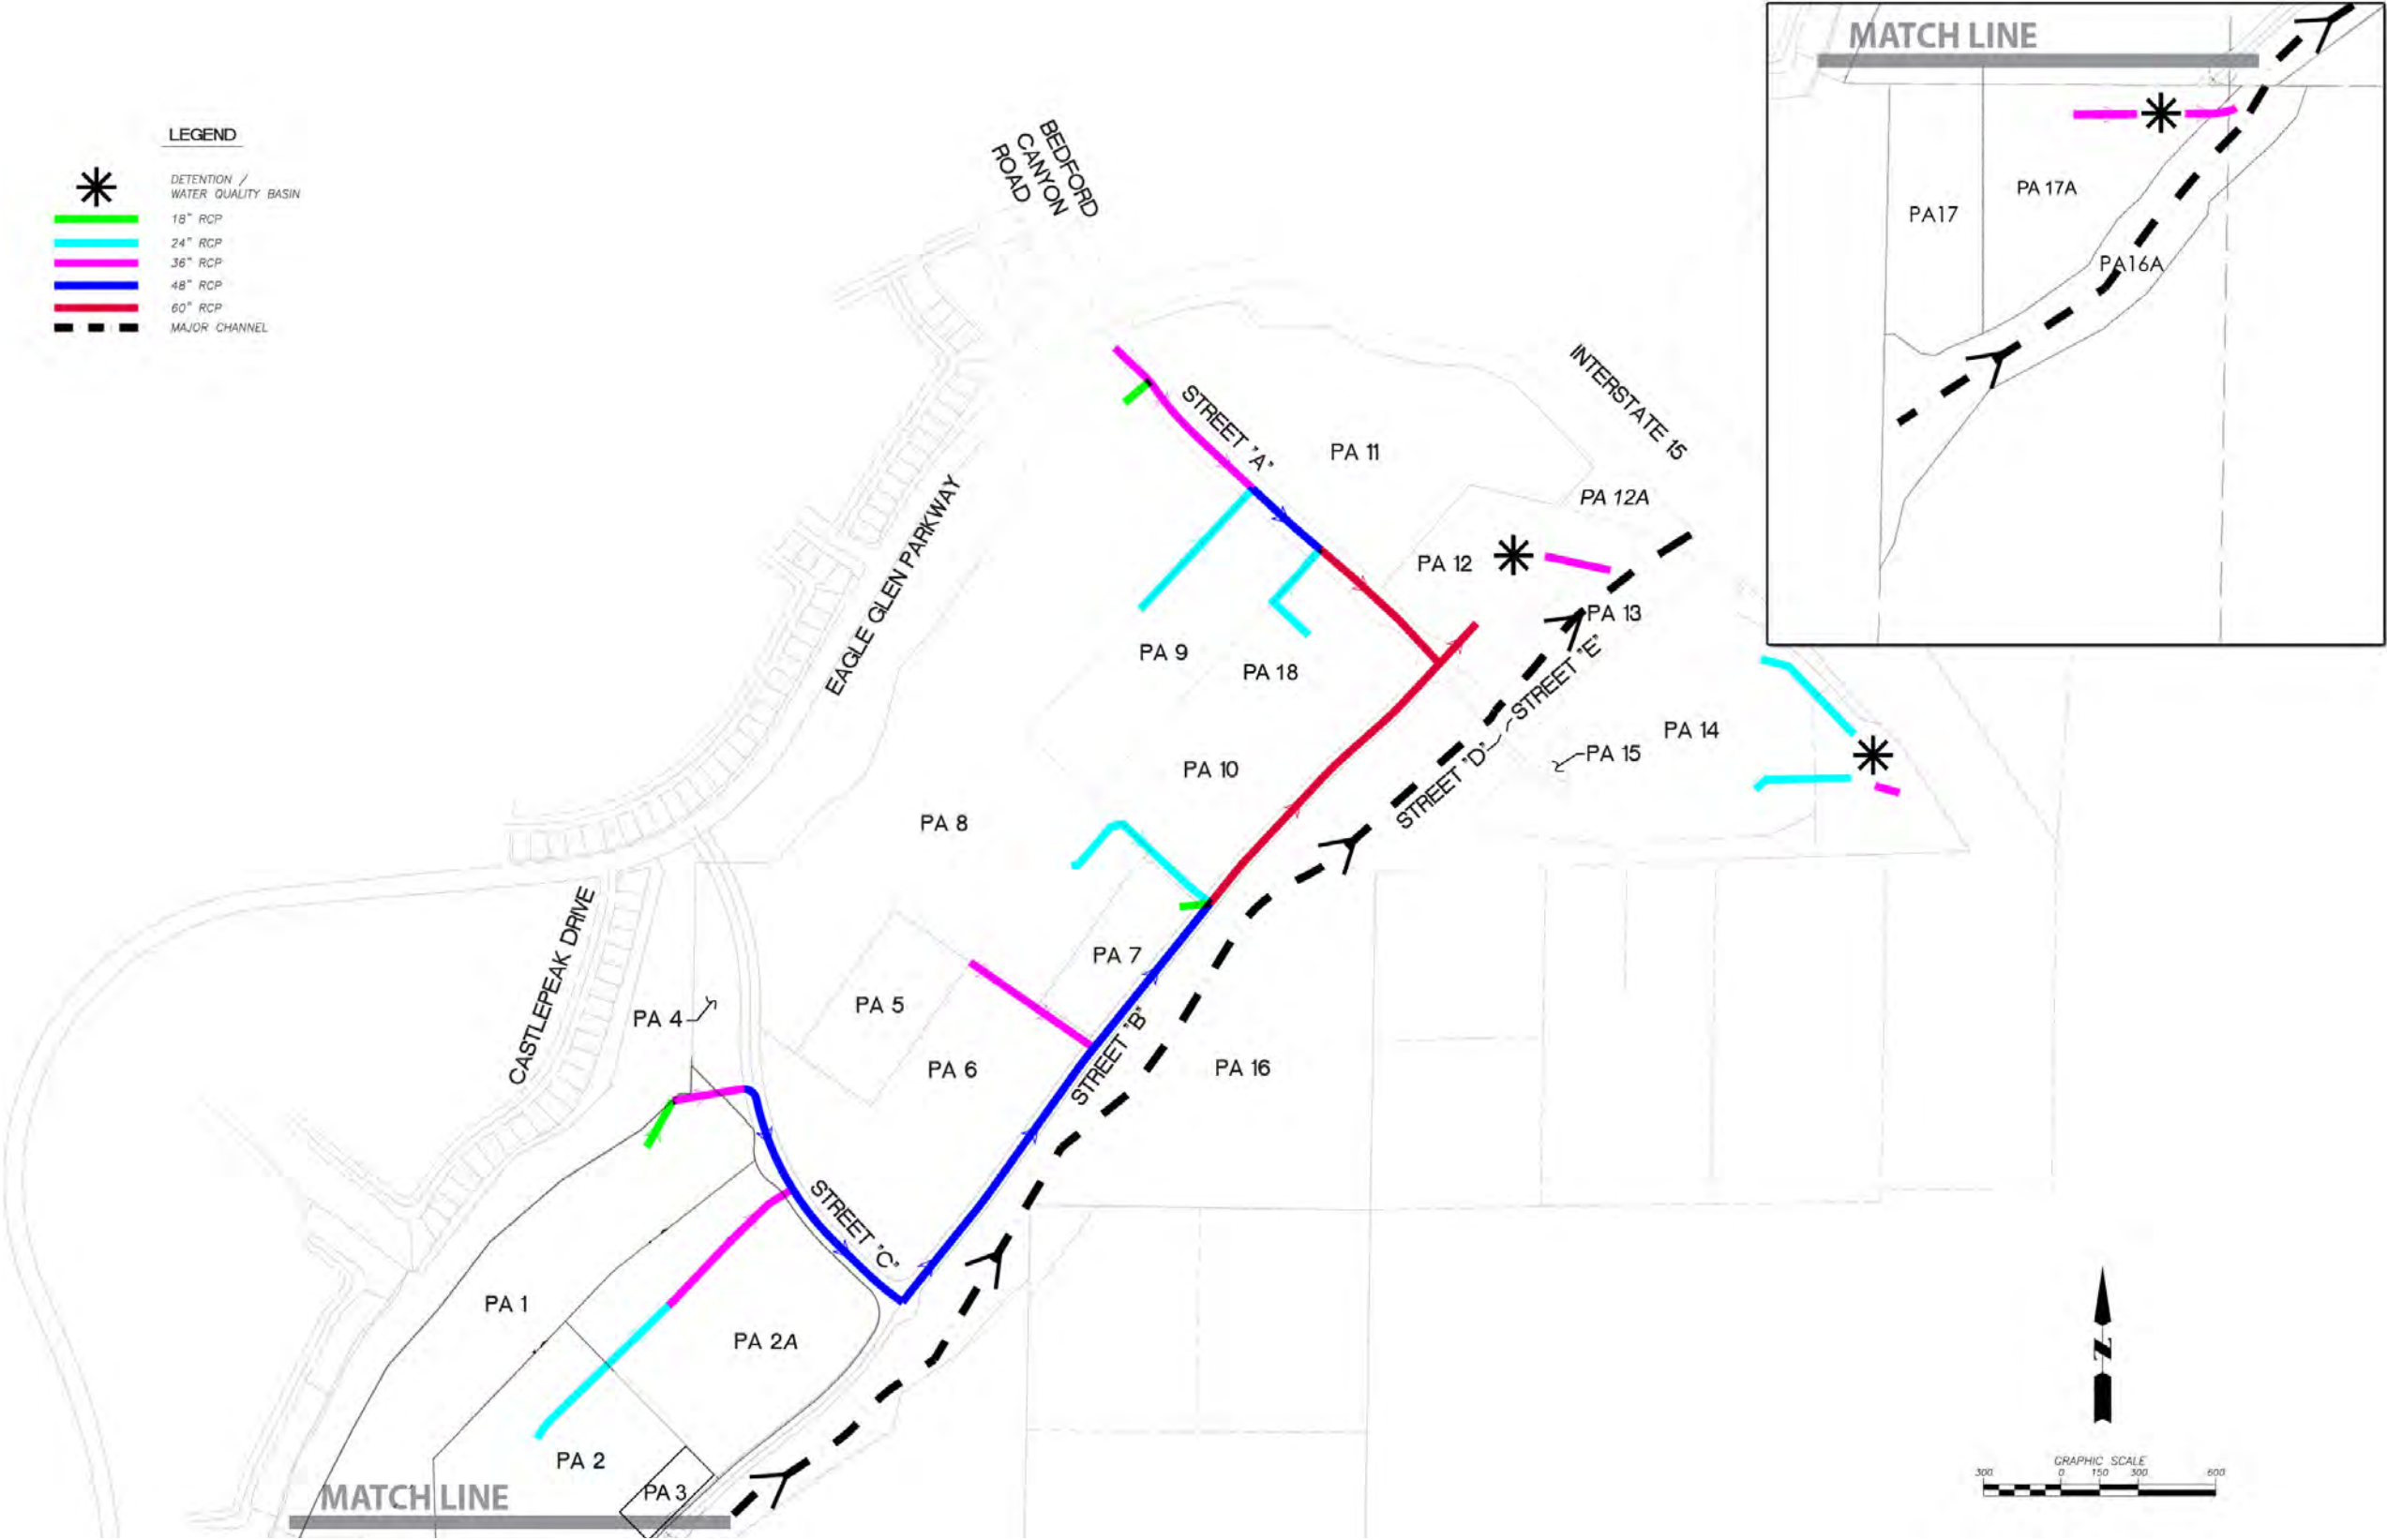 LEGEND
DETENTION /
WATER QUALITY BASIN
18" RCP
24" RCP
36" RCP
48" RCP
60" RCP
MAJOR CHANNEL
BEDFORD
CANYON
ROAD
MATCH LINE
PA 17A
PA17
PA16A
STREET "A"
INTERSTATE 15
PA 11
PA 12A
EAGLE GLEN PARKWAY
PA 12
PA 13
PA 9
PA 18
STREET "E"
PA 14
PA 15
STREET "D"
PA 10
PA 8
CASTLEPEAK DRIVE
PA 7
PA 5
PA 4
PA 6
STREET "B"
PA 16
STREET "C"
PA 1
PA 2A
PA 2
PA 3
MATCH LINE
N
GRAPHIC SCALE
300 0 150 300 600